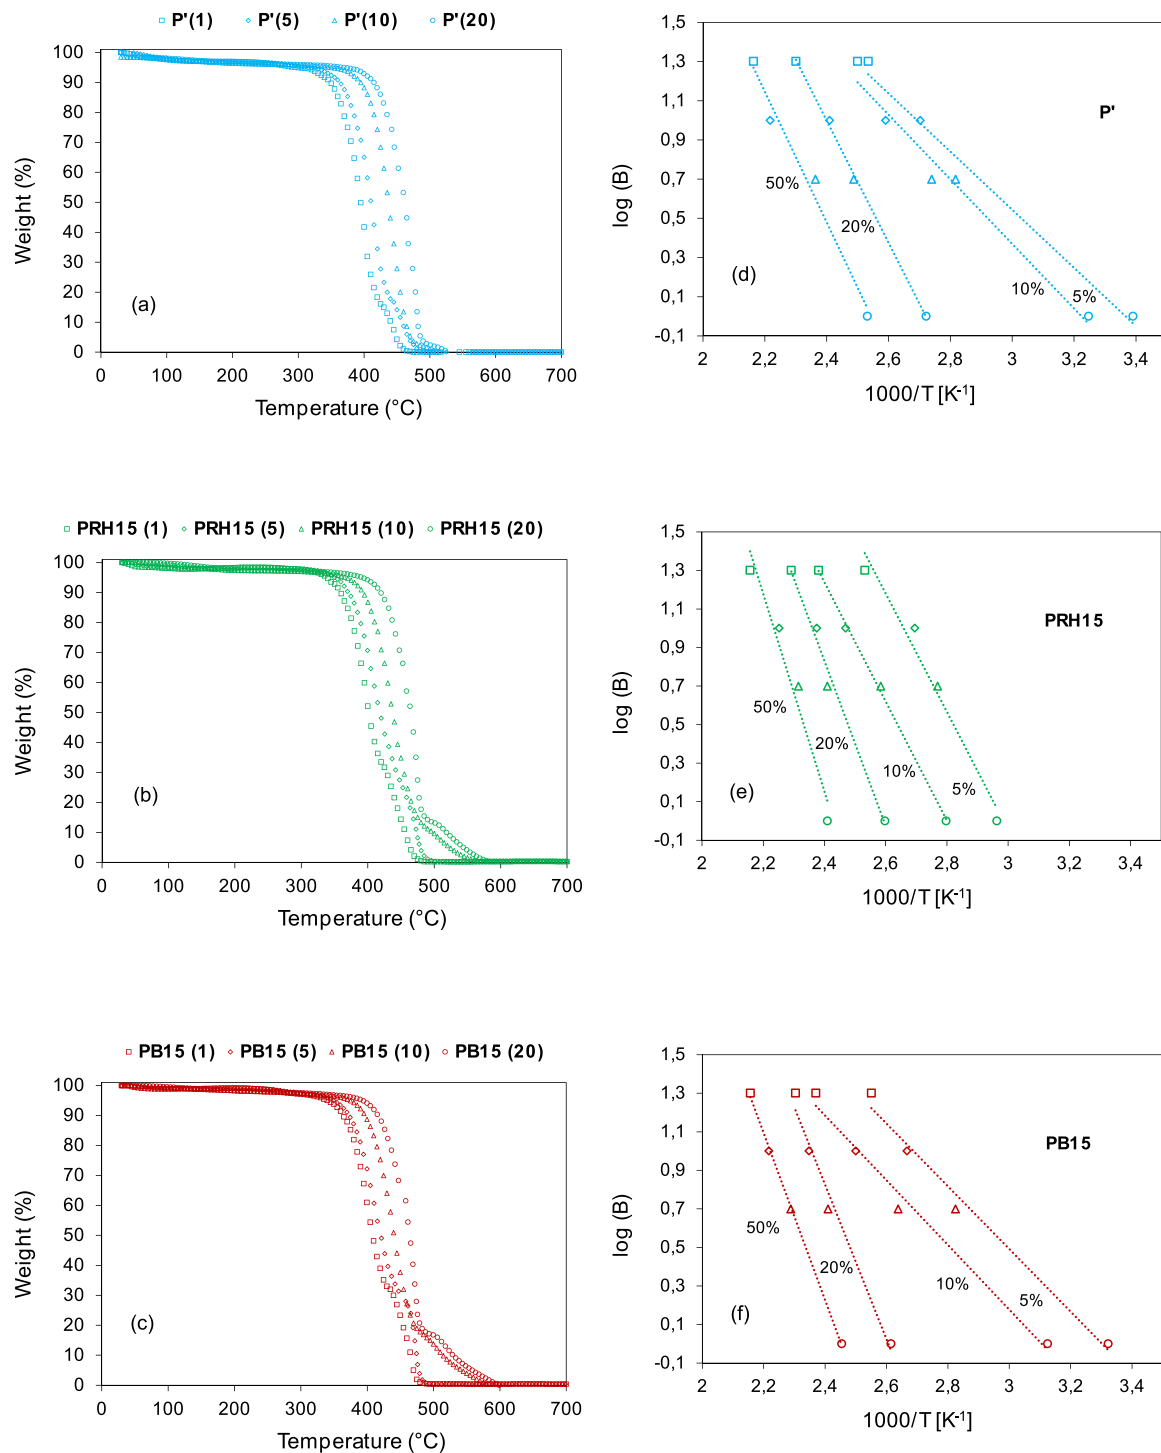 P'(1) P'(5) P'(10) P'(20)
100
90
80
70
60
50
40
30
20
10
0
Weight (%)
(a)
0 100 200 300 400 500 600 700
Temperature (°C)
1,5
1,3
1,1
0,9
0,7
0,5
0,3
0,1
-0,1
log (B)
P'
50%
20%
10%
5%
(d)
2 2,2 2,4 2,6 2,8 3 3,2 3,4
1000/T [K-1]
PRH15 (1) PRH15 (5) PRH15 (10) PRH15 (20)
100
90
80
70
60
50
40
30
20
10
0
Weight (%)
(b)
0 100 200 300 400 500 600 700
Temperature (°C)
1,5
1,3
1,1
0,9
0,7
0,5
0,3
0,1
-0,1
log (B)
PRH15
50%
20%
10%
5%
(e)
2 2,2 2,4 2,6 2,8 3 3,2 3,4
1000/T [K-1]
PB15 (1) PB15 (5) PB15 (10) PB15 (20)
100
90
80
70
60
50
40
30
20
10
0
Weight (%)
(c)
0 100 200 300 400 500 600 700
Temperature (°C)
1,5
1,3
1,1
0,9
0,7
0,5
0,3
0,1
-0,1
log (B)
PB15
50%
20%
10%
5%
(f)
2 2,2 2,4 2,6 2,8 3 3,2 3,4
1000/T [K-1]